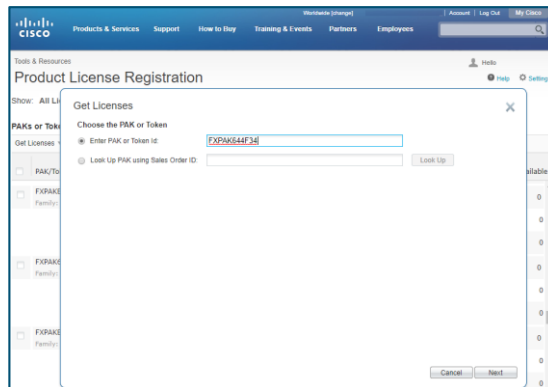 Worldwide [change] Account Log Out My Cisco
CISCO Products & Services Support How to Buy Training & Events Partners Employees
Tools & Resources Hello
Product License Registration
Help Setting
Show: All Li
Get Licenses
PAKs or Toke
Choose the PAK or Token
Get Licenses
Enter PAK or Token Id: FXPAK644F34
Look Up PAK using Sales Order ID: Look Up
PAK/To ailable
FXPAKE 0
Family:
0
0
FXPAK6 0
Family:
0
0
FXPAKE 0
Family:
0
Cancel Next
0